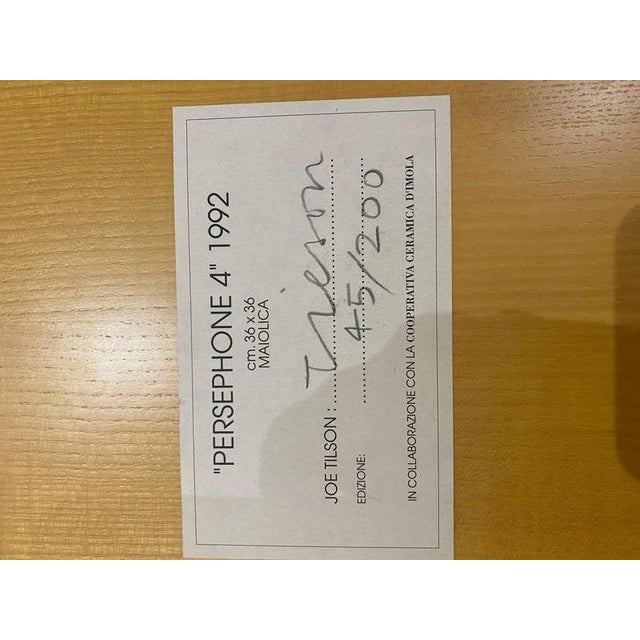 "PERSEPHONE 4" 1992
cm. 36 x 36
MAIOLICA
JOE TILSON : Tilson
EDIZIONE: 45/200
IN COLLABORAZIONE CON LA COOPERATIVA CERAMICA D'IMOLA